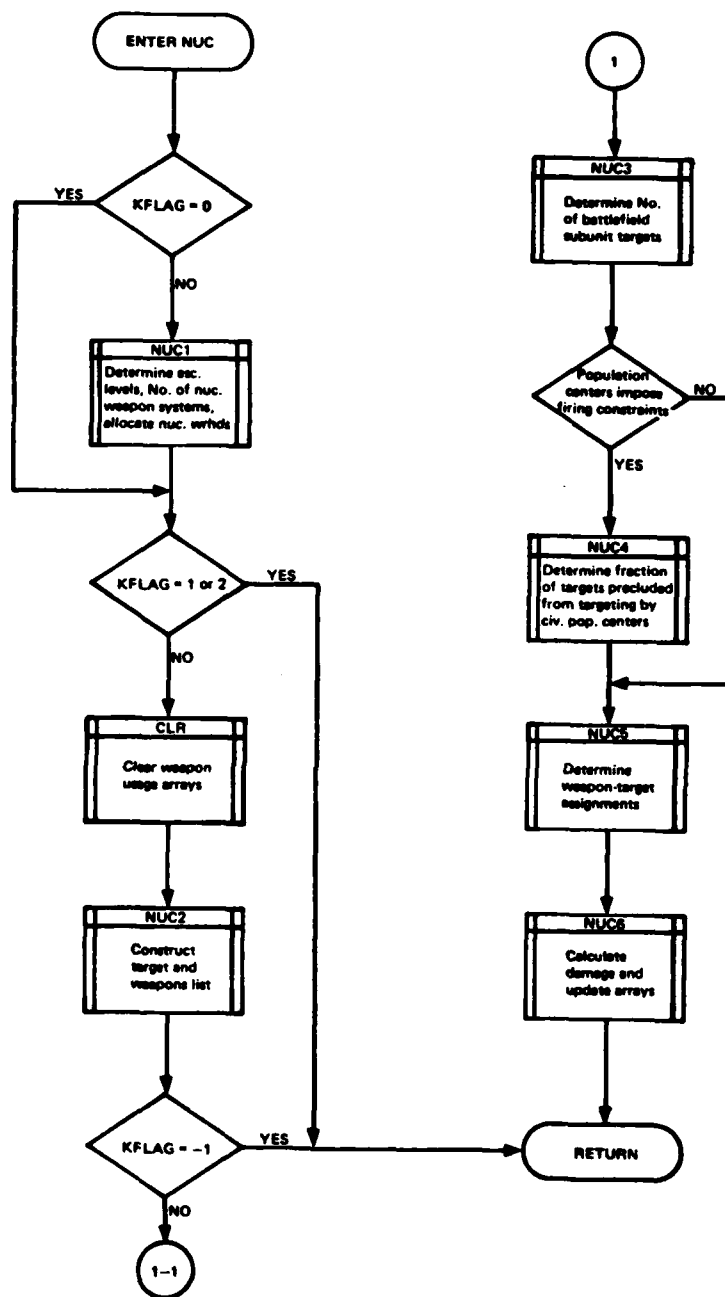 ENTER NUC
KFLAG = 0
YES
NO
NUC1
Determine esc.
levels, No. of nuc.
weapon systems,
allocate nuc. wrhds
KFLAG = 1 or 2
YES
NO
CLR
Clear weapon
usage arrays
NUC2
Construct
target and
weapons list
KFLAG = -1
YES
NO
1-1
1
NUC3
Determine No.
of battlefield
subunit targets
Population
centers impose
firing constraints
NO
YES
NUC4
Determine fraction
of targets precluded
from targeting by
civ. pop. centers
NUC5
Determine
weapon-target
assignments
NUC6
Calculate
damage and
update arrays
RETURN